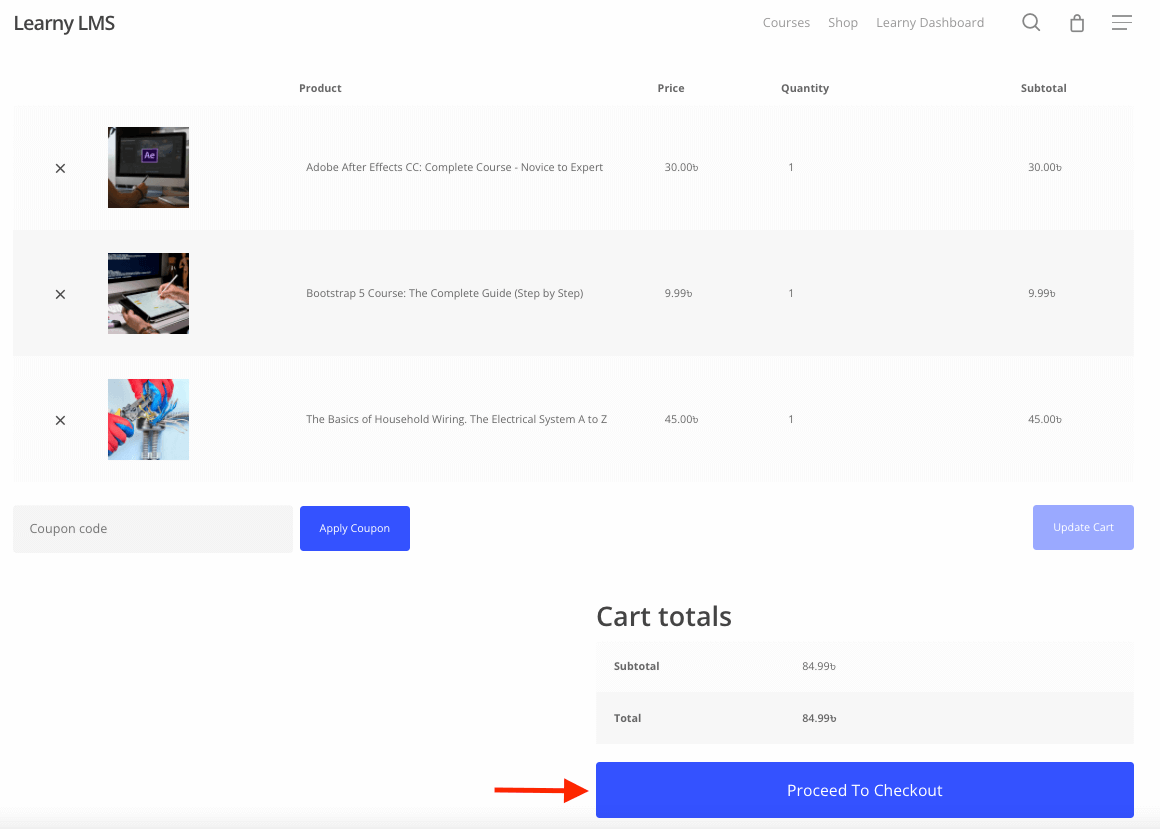 Learny LMS Courses Shop Learny Dashboard
Product Price Quantity Subtotal
Ae
Adobe After Effects CC: Complete Course - Novice to Expert 30.00৳ 1 30.00৳
Bootstrap 5 Course: The Complete Guide (Step by Step) 9.99৳ 1 9.99৳
The Basics of Household Wiring. The Electrical System A to Z 45.00৳ 1 45.00৳
Coupon code Apply Coupon Update Cart
Cart totals
Subtotal 84.99৳
Total 84.99৳
Proceed To Checkout